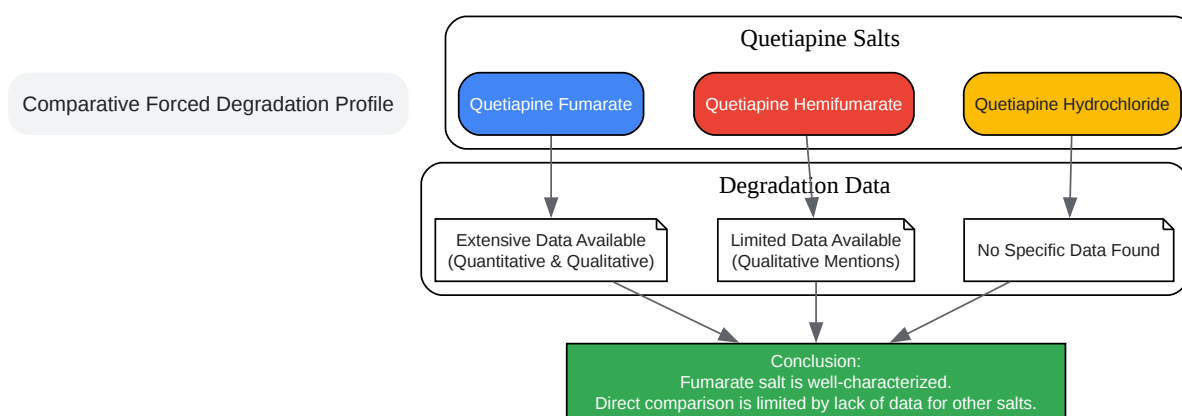 Quetiapine Salts
Comparative Forced Degradation Profile
Quetiapine Fumarate
Quetiapine Hemifumarate
Quetiapine Hydrochloride
Degradation Data
Extensive Data Available
(Quantitative & Qualitative)
Limited Data Available
(Qualitative Mentions)
No Specific Data Found
Conclusion:
Fumarate salt is well-characterized.
Direct comparison is limited by lack of data for other salts.